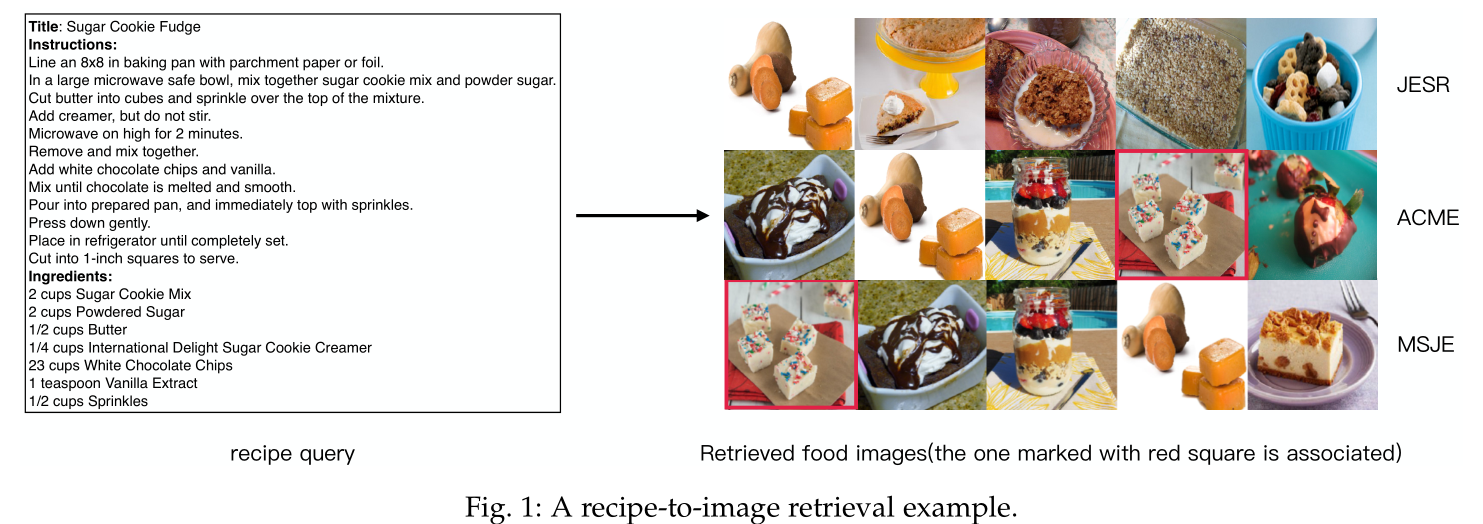 Title: Sugar Cookie Fudge
Instructions:
Line an 8x8 in baking pan with parchment paper or foil.
In a large microwave safe bowl, mix together sugar cookie mix and powder sugar.
Cut butter into cubes and sprinkle over the top of the mixture.
Add creamer, but do not stir.
Microwave on high for 2 minutes.
Remove and mix together.
Add white chocolate chips and vanilla.
Mix until chocolate is melted and smooth.
Pour into prepared pan, and immediately top with sprinkles.
Press down gently.
Place in refrigerator until completely set.
Cut into 1-inch squares to serve.
Ingredients:
2 cups Sugar Cookie Mix
2 cups Powdered Sugar
1/2 cups Butter
1/4 cups International Delight Sugar Cookie Creamer
23 cups White Chocolate Chips
1 teaspoon Vanilla Extract
1/2 cups Sprinkles
recipe query
JESR
ACME
MSJE
Retrieved food images(the one marked with red square is associated)
Fig. 1: A recipe-to-image retrieval example.